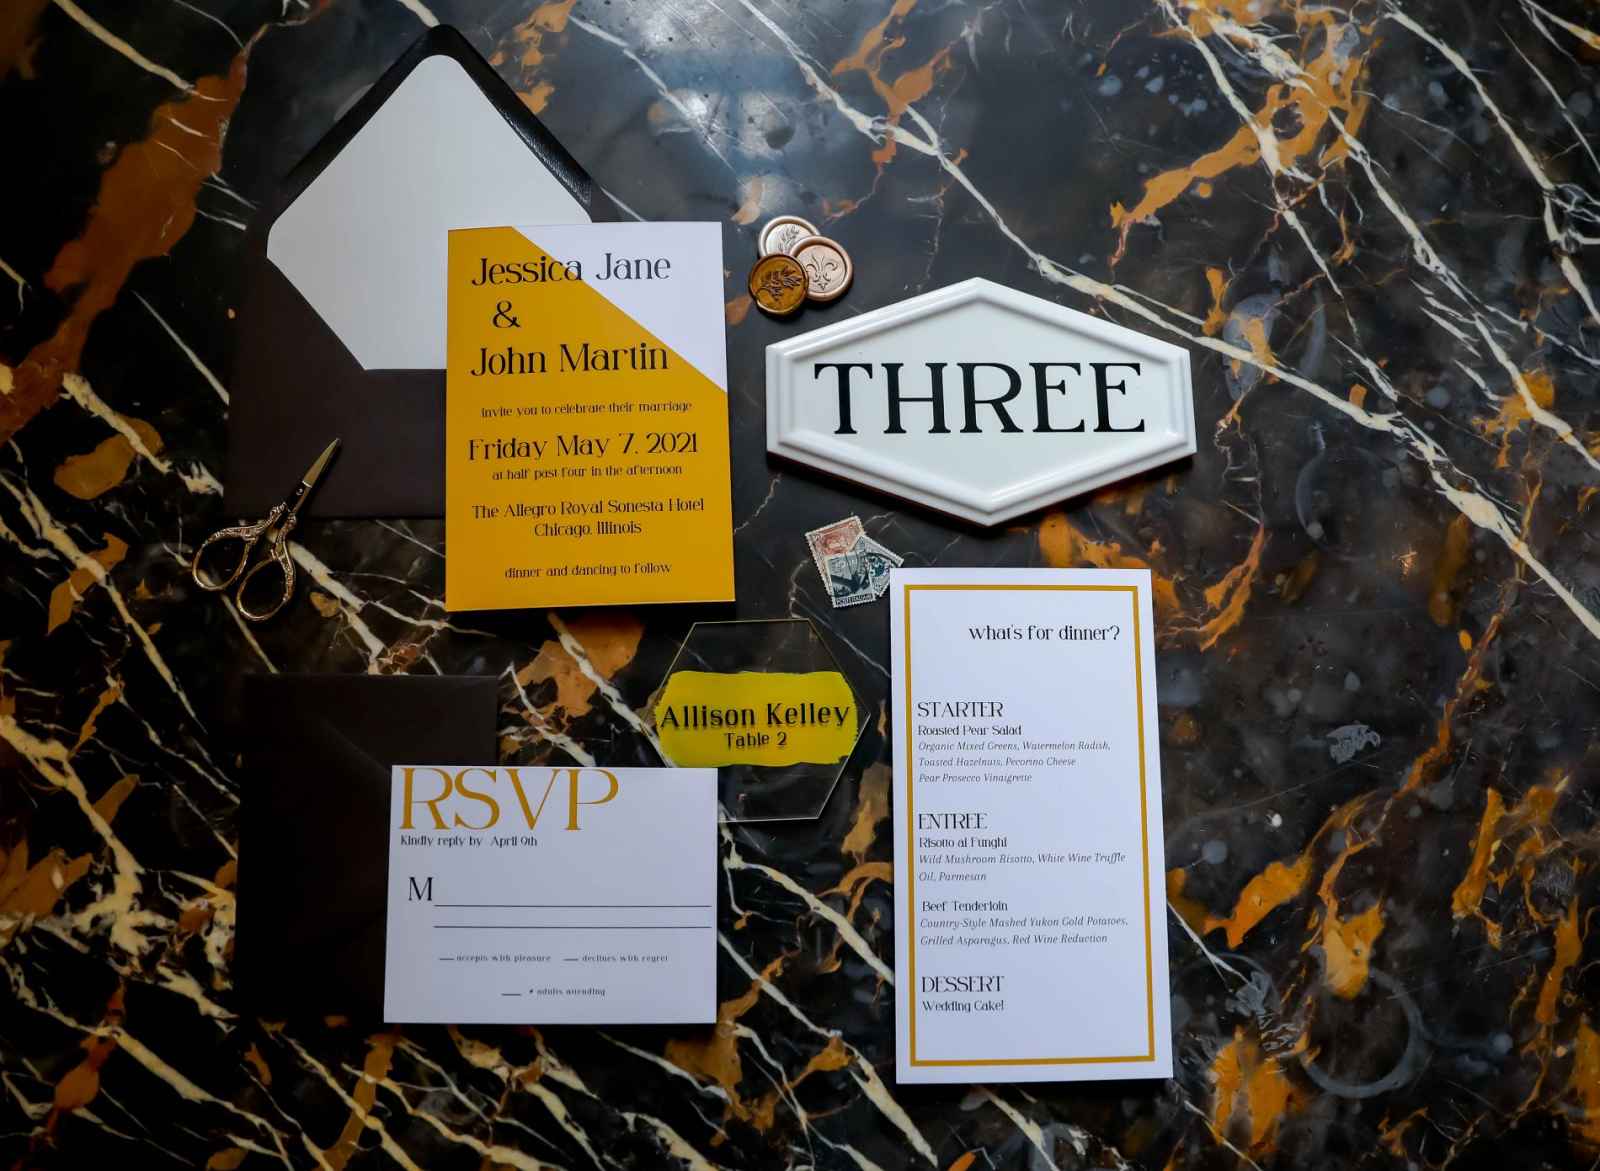 Jessica Jane
&
John Martin
invite you to celebrate their marriage
Friday May 7, 2021
at half past four in the afternoon
The Allegro Royal Sonesta Hotel
Chicago, Illinois
dinner and dancing to follow
THREE
POSTE ITALIANE
Allison Kelley
Table 2
RSVP
Kindly reply by April 9th
M
accepts with pleasure declines with regret
# adults attending
what's for dinner?
STARTER
Roasted Pear Salad
Organic Mixed Greens, Watermelon Radish,
Toasted Hazelnuts, Pecorino Cheese
Pear Prosecco Vinaigrette
ENTREE
Risotto al Funghi
Wild Mushroom Risotto, White Wine Truffle
Oil, Parmesan
Beef Tenderloin
Country-Style Mashed Yukon Gold Potatoes,
Grilled Asparagus, Red Wine Reduction
DESSERT
Wedding Cake!